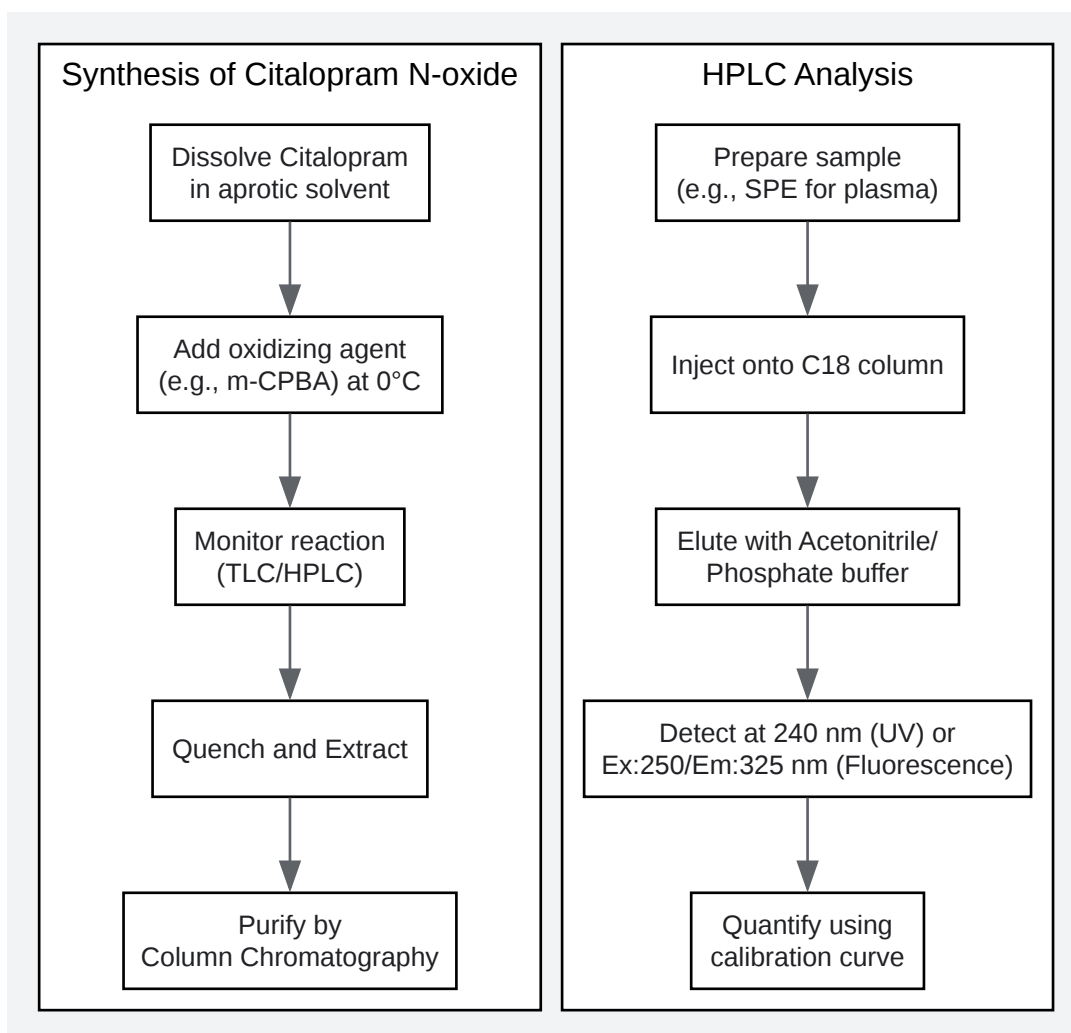 Synthesis of Citalopram N-oxide
Dissolve Citalopram
in aprotic solvent
Add oxidizing agent
(e.g., m-CPBA) at 0°C
Monitor reaction
(TLC/HPLC)
Quench and Extract
Purify by
Column Chromatography
HPLC Analysis
Prepare sample
(e.g., SPE for plasma)
Inject onto C18 column
Elute with Acetonitrile/
Phosphate buffer
Detect at 240 nm (UV) or
Ex:250/Em:325 nm (Fluorescence)
Quantify using
calibration curve